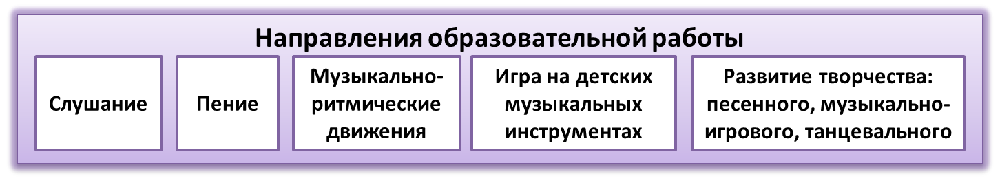 Направления образовательной работы
Слушание
Пение
Музыкально-
ритмические
движения
Игра на детских
музыкальных
инструментах
Развитие творчества:
песенного, музыкально-
игрового, танцевального